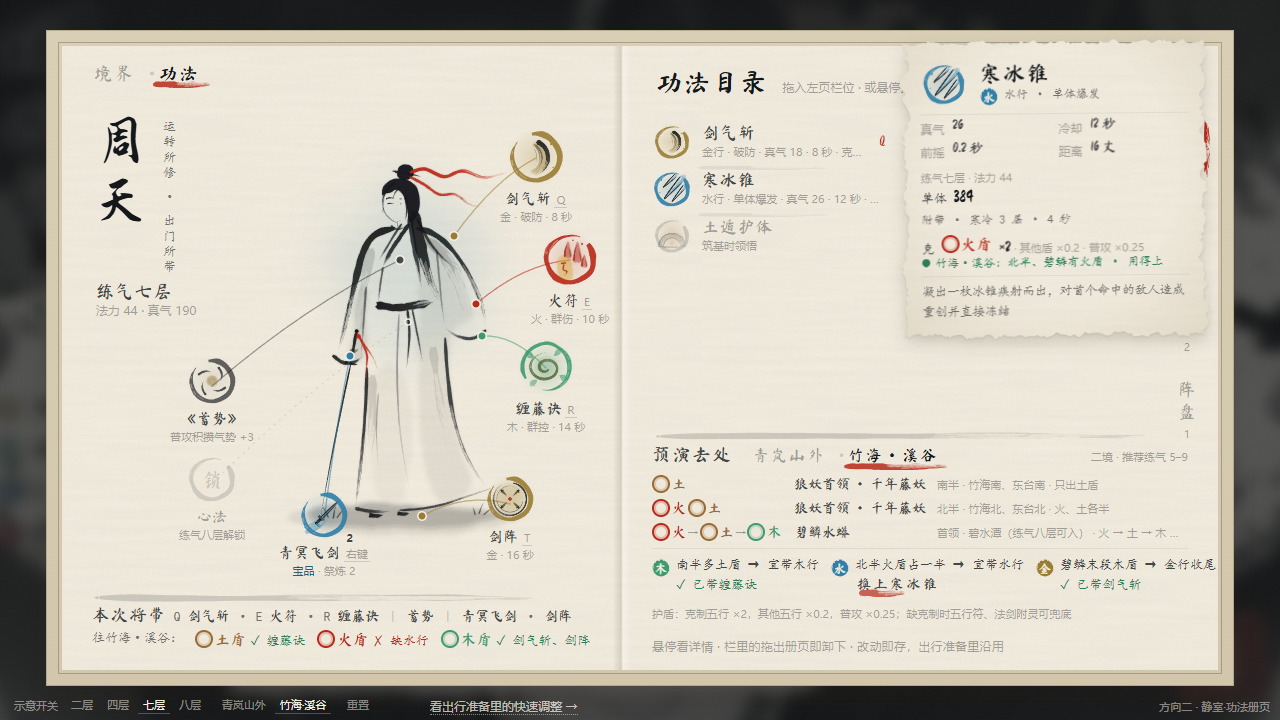 境界 · 功法
周天
运转所修 · 出门所带
练气七层
法力 44 · 真气 190
剑气斩 Q
金 · 破防 · 8 秒
火符 E
火 · 群伤 · 10 秒
缠藤诀 R
木 · 群控 · 14 秒
《蓄势》
普攻积攒气势 +3
锁
心法
练气八层解锁
2
青冥飞剑 右键
宝品 · 祭炼 2
剑阵 T
金 · 16 秒
本次将带 Q 剑气斩 · E 火符 · R 缠藤诀 | 蓄势 | 青冥飞剑 · 剑阵
往竹海·溪谷: 土盾 ✓ 缠藤诀 火盾 ✗ 缺水行 木盾 ✓ 剑气斩、剑阵
功法目录 拖入左页栏位 · 或悬停
剑气斩
金行 · 破防 · 真气 18 · 8 秒 · 克... Q
寒冰锥
水行 · 单体爆发 · 真气 26 · 12 秒 · ...
土遁护体
筑基时领悟
寒冰锥
水 水行 · 单体爆发
真气 26 冷却 12 秒
前摇 0.2 秒 距离 16 丈
练气七层 · 法力 44
单体 384
附带 · 寒冷 3 层 · 4 秒
克 火盾 ×2 · 其他盾 ×0.2 · 普攻 ×0.25
竹海·溪谷: 北半、碧鳞有火盾 · 用得上
凝出一枚冰锥疾射而出，对首个命中的敌人造成
重创并直接冻结
2
阵盘
1
预演去处 青岚山外 · 竹海·溪谷 二境 · 推荐练气 5–9
土 狼妖首领 · 千年藤妖 南半 · 竹海南、东台南 · 只出土盾
火 土 狼妖首领 · 千年藤妖 北半 · 竹海北、东台北 · 火、土各半
火→土→木 碧鳞水蟒 首领 · 碧水潭（练气八层可入） · 火 → 土 → 木 ...
木 南半多土盾 → 宜带木行 水 北半火盾占一半 → 宜带水行 金 碧鳞末段木盾 → 金行收尾
✓ 已带缠藤诀 换上寒冰锥 ✓ 已带剑气斩
护盾：克制五行 ×2，其他五行 ×0.2，普攻 ×0.25；缺克制时五行符、法剑附灵可兜底
悬停看详情 · 栏里的拖出册页即卸下 · 改动即存，出行准备里沿用
示意开关 二层 四层 七层 八层 青岚山外 竹海·溪谷 重置 看出行准备里的快速调整 → 方向二 · 静室·功法册页